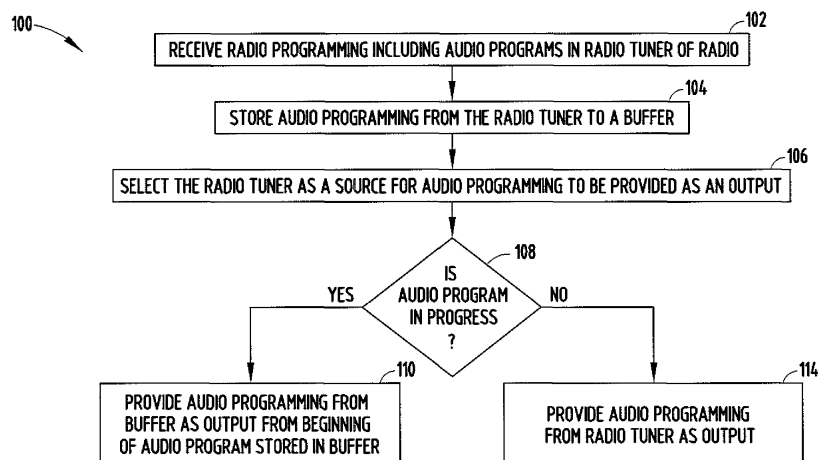 100
102
RECEIVE RADIO PROGRAMMING INCLUDING AUDIO PROGRAMS IN RADIO TUNER OF RADIO
104
STORE AUDIO PROGRAMMING FROM THE RADIO TUNER TO A BUFFER
106
SELECT THE RADIO TUNER AS A SOURCE FOR AUDIO PROGRAMMING TO BE PROVIDED AS AN OUTPUT
108
IS
AUDIO PROGRAM
IN PROGRESS
?
YES
NO
110
PROVIDE AUDIO PROGRAMMING FROM
BUFFER AS OUTPUT FROM BEGINNING
OF AUDIO PROGRAM STORED IN BUFFER
114
PROVIDE AUDIO PROGRAMMING
FROM RADIO TUNER AS OUTPUT